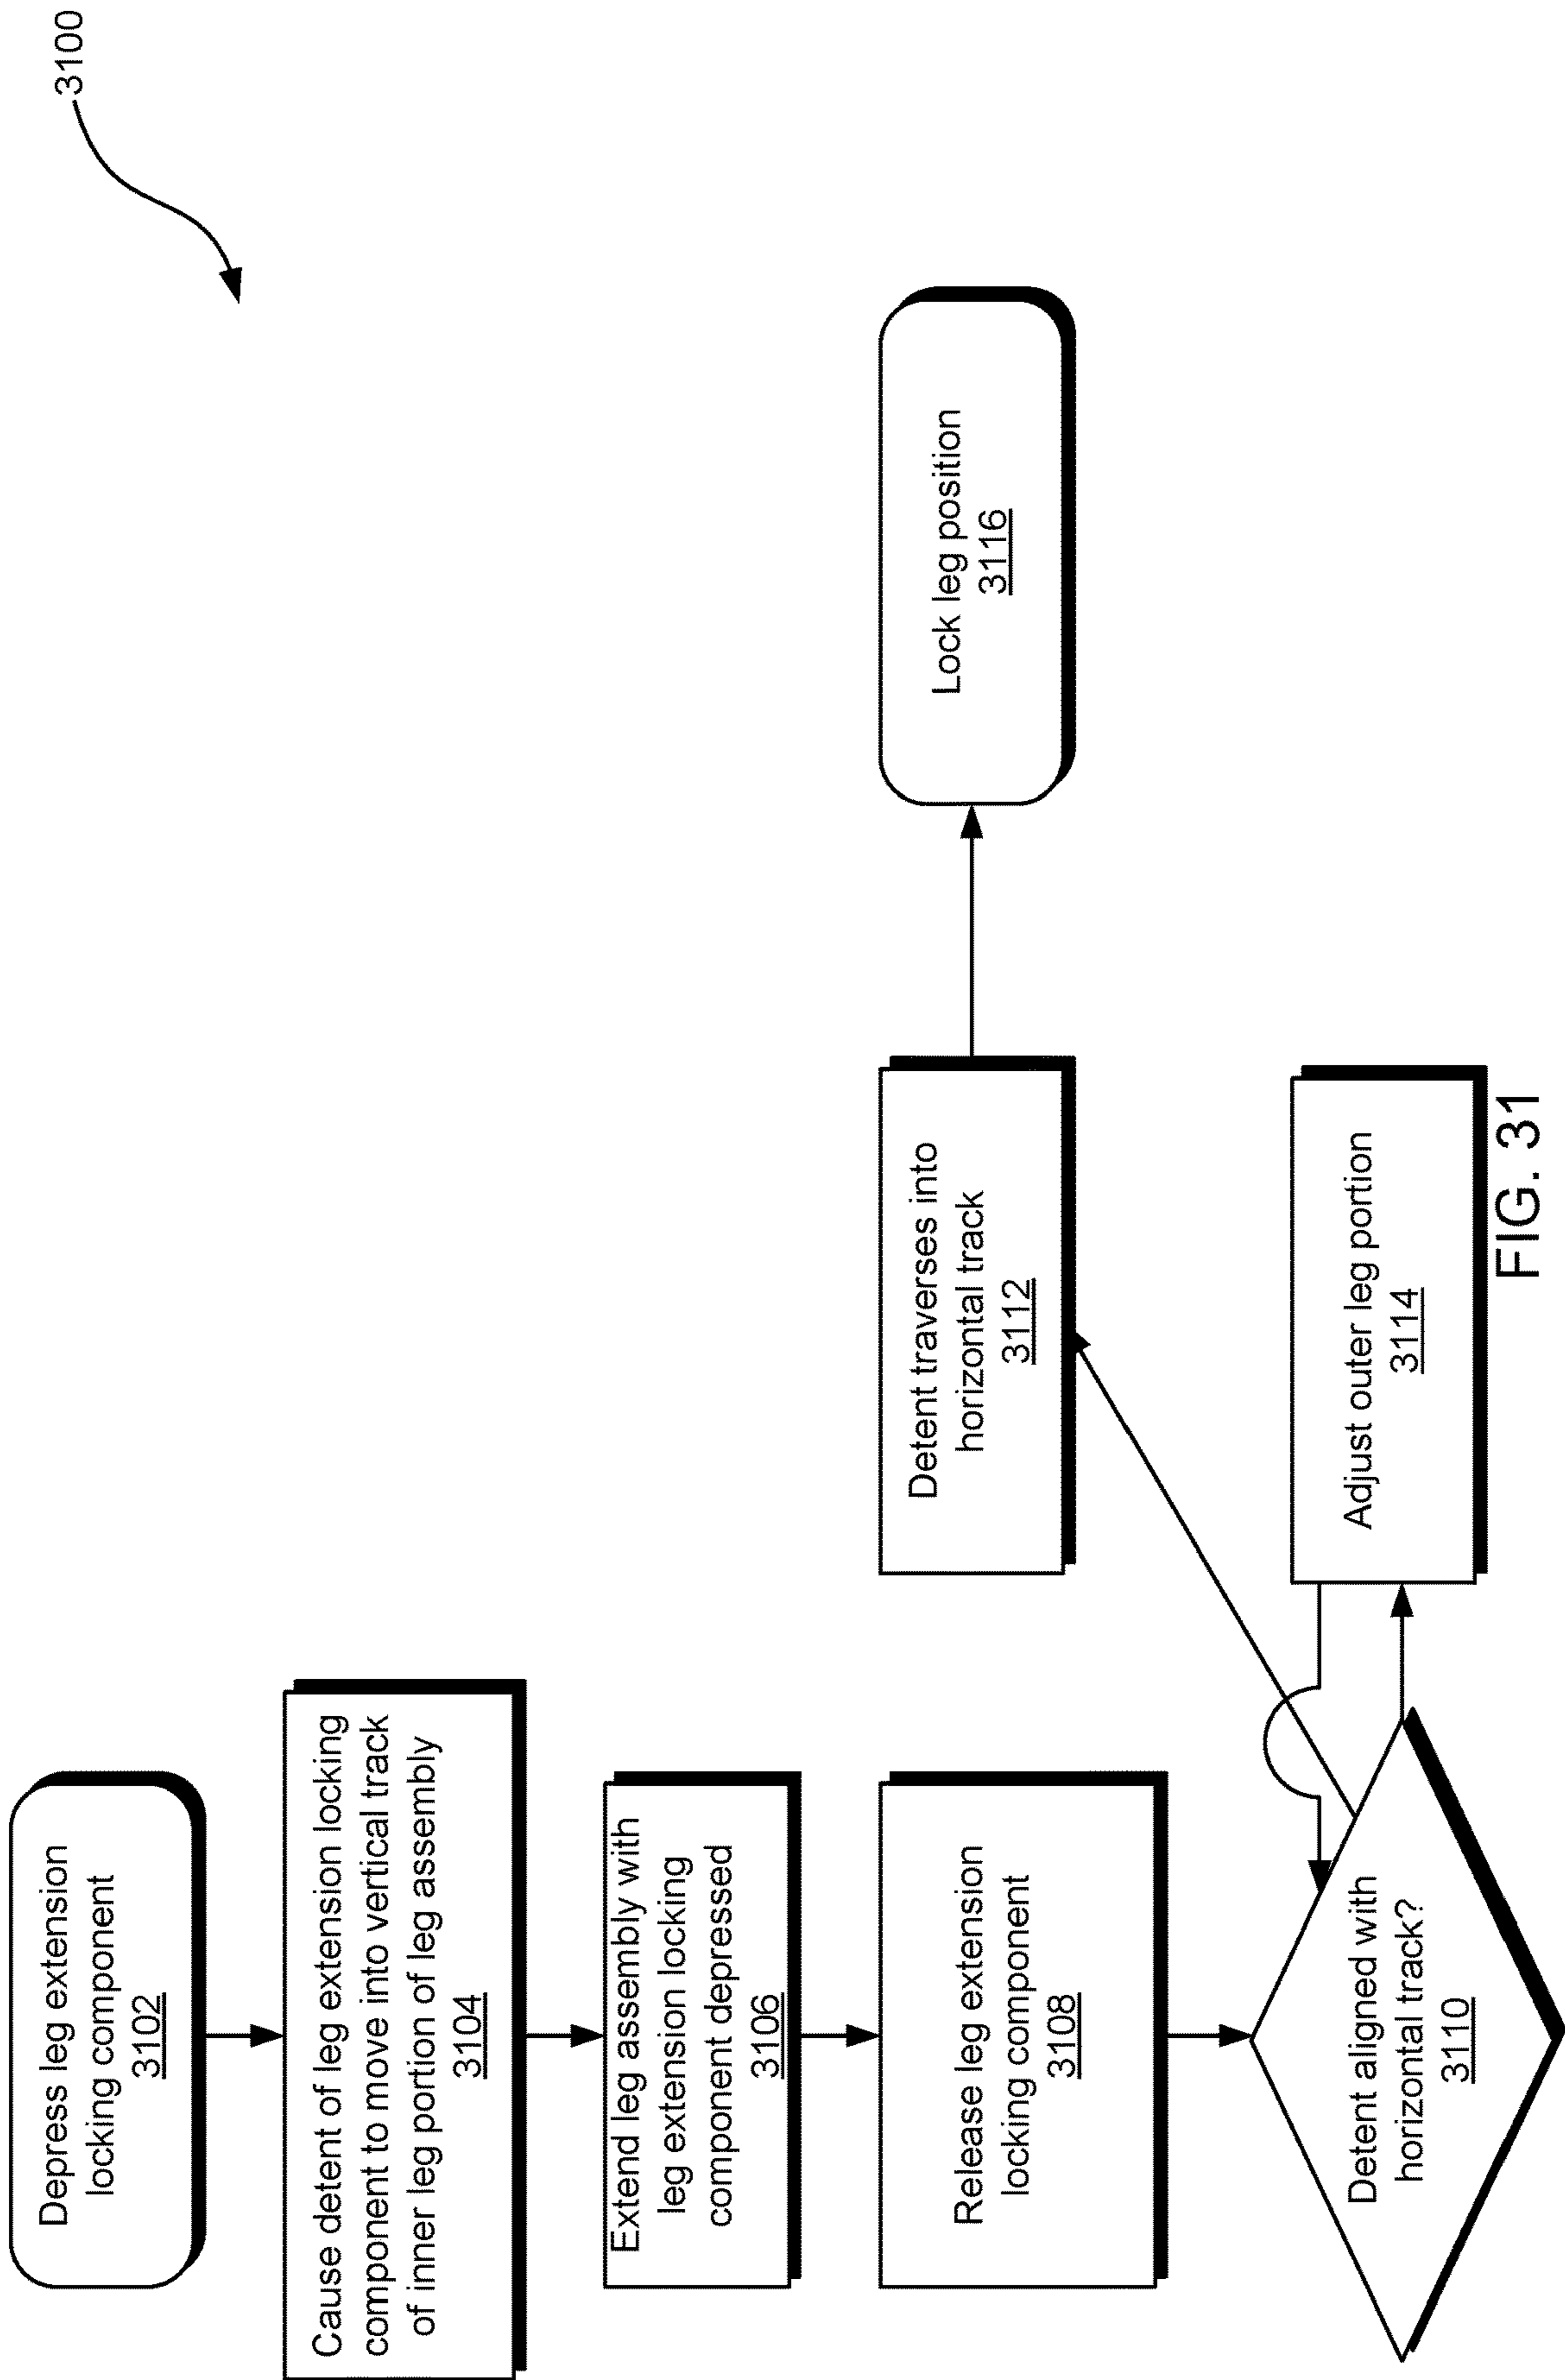 3100
Depress leg extension
locking component
3102
Cause detent of leg extension locking
component to move into vertical track
of inner leg portion of leg assembly
3104
Extend leg assembly with
leg extension locking
component depressed
3106
Release leg extension
locking component
3108
Detent aligned with
horizontal track?
3110
Detent traverses into
horizontal track
3112
Adjust outer leg portion
3114
Lock leg position
3116
FIG. 31